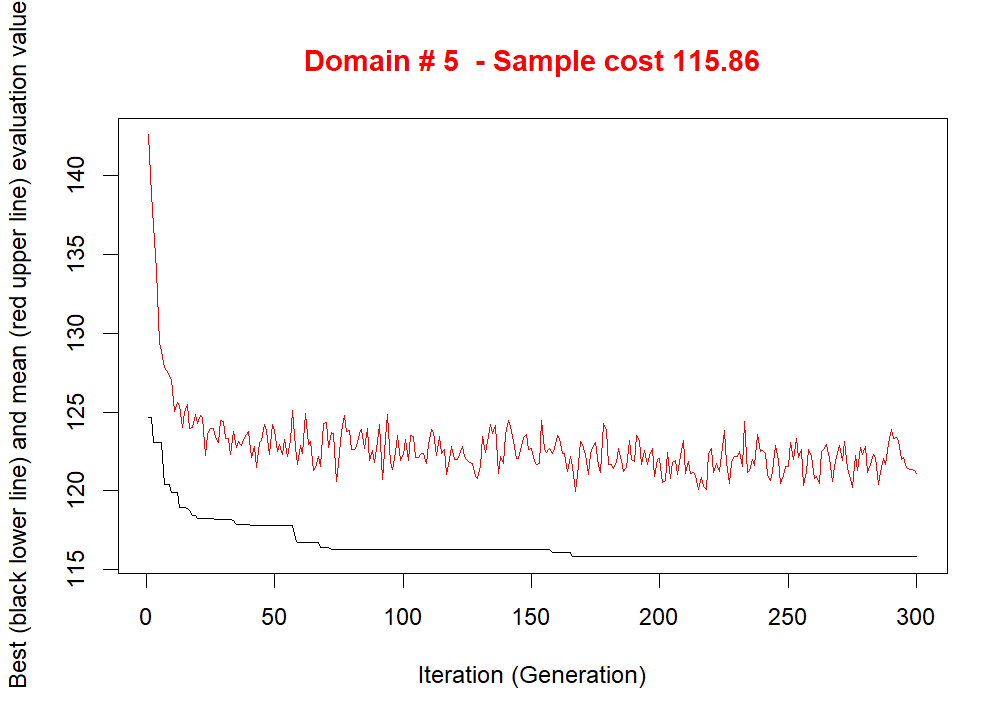 Domain # 5  - Sample cost 115.86
Best (black lower line) and mean (red upper line) evaluation value
140
135
130
125
120
115
0 50 100 150 200 250 300
Iteration (Generation)